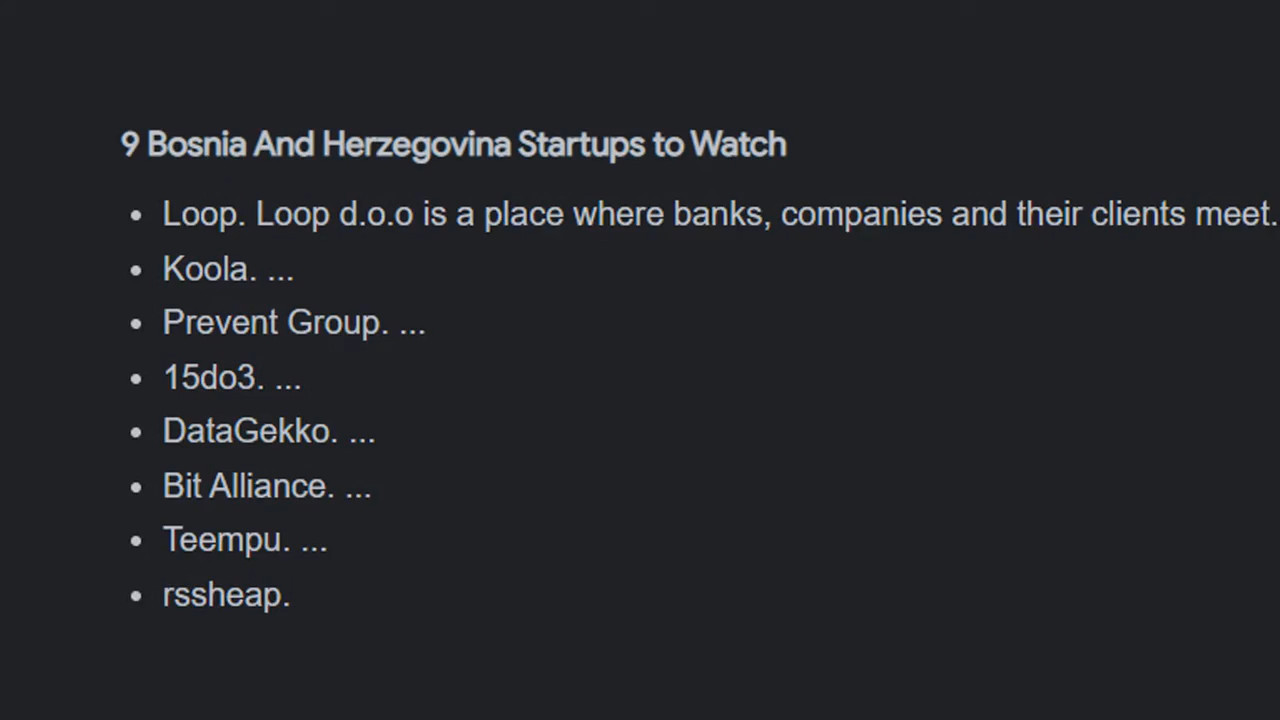 9 Bosnia And Herzegovina Startups to Watch
• Loop. Loop d.o.o is a place where banks, companies and their clients meet.
• Koola. ...
• Prevent Group. ...
• 15do3. ...
• DataGekko. ...
• Bit Alliance. ...
• Teempu. ...
• rssheap.